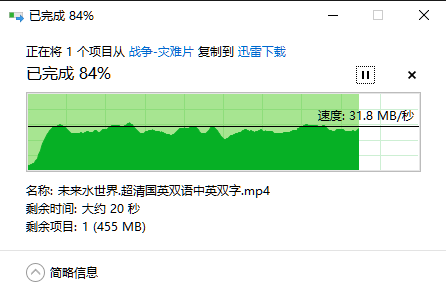 已完成 84%
正在将 1 个项目从 战争-灾难片 复制到 迅雷下载
已完成 84%
速度: 31.8 MB/秒
名称: 未来水世界.超清国英双语中英双字.mp4
剩余时间: 大约 20 秒
剩余项目: 1 (455 MB)
简略信息